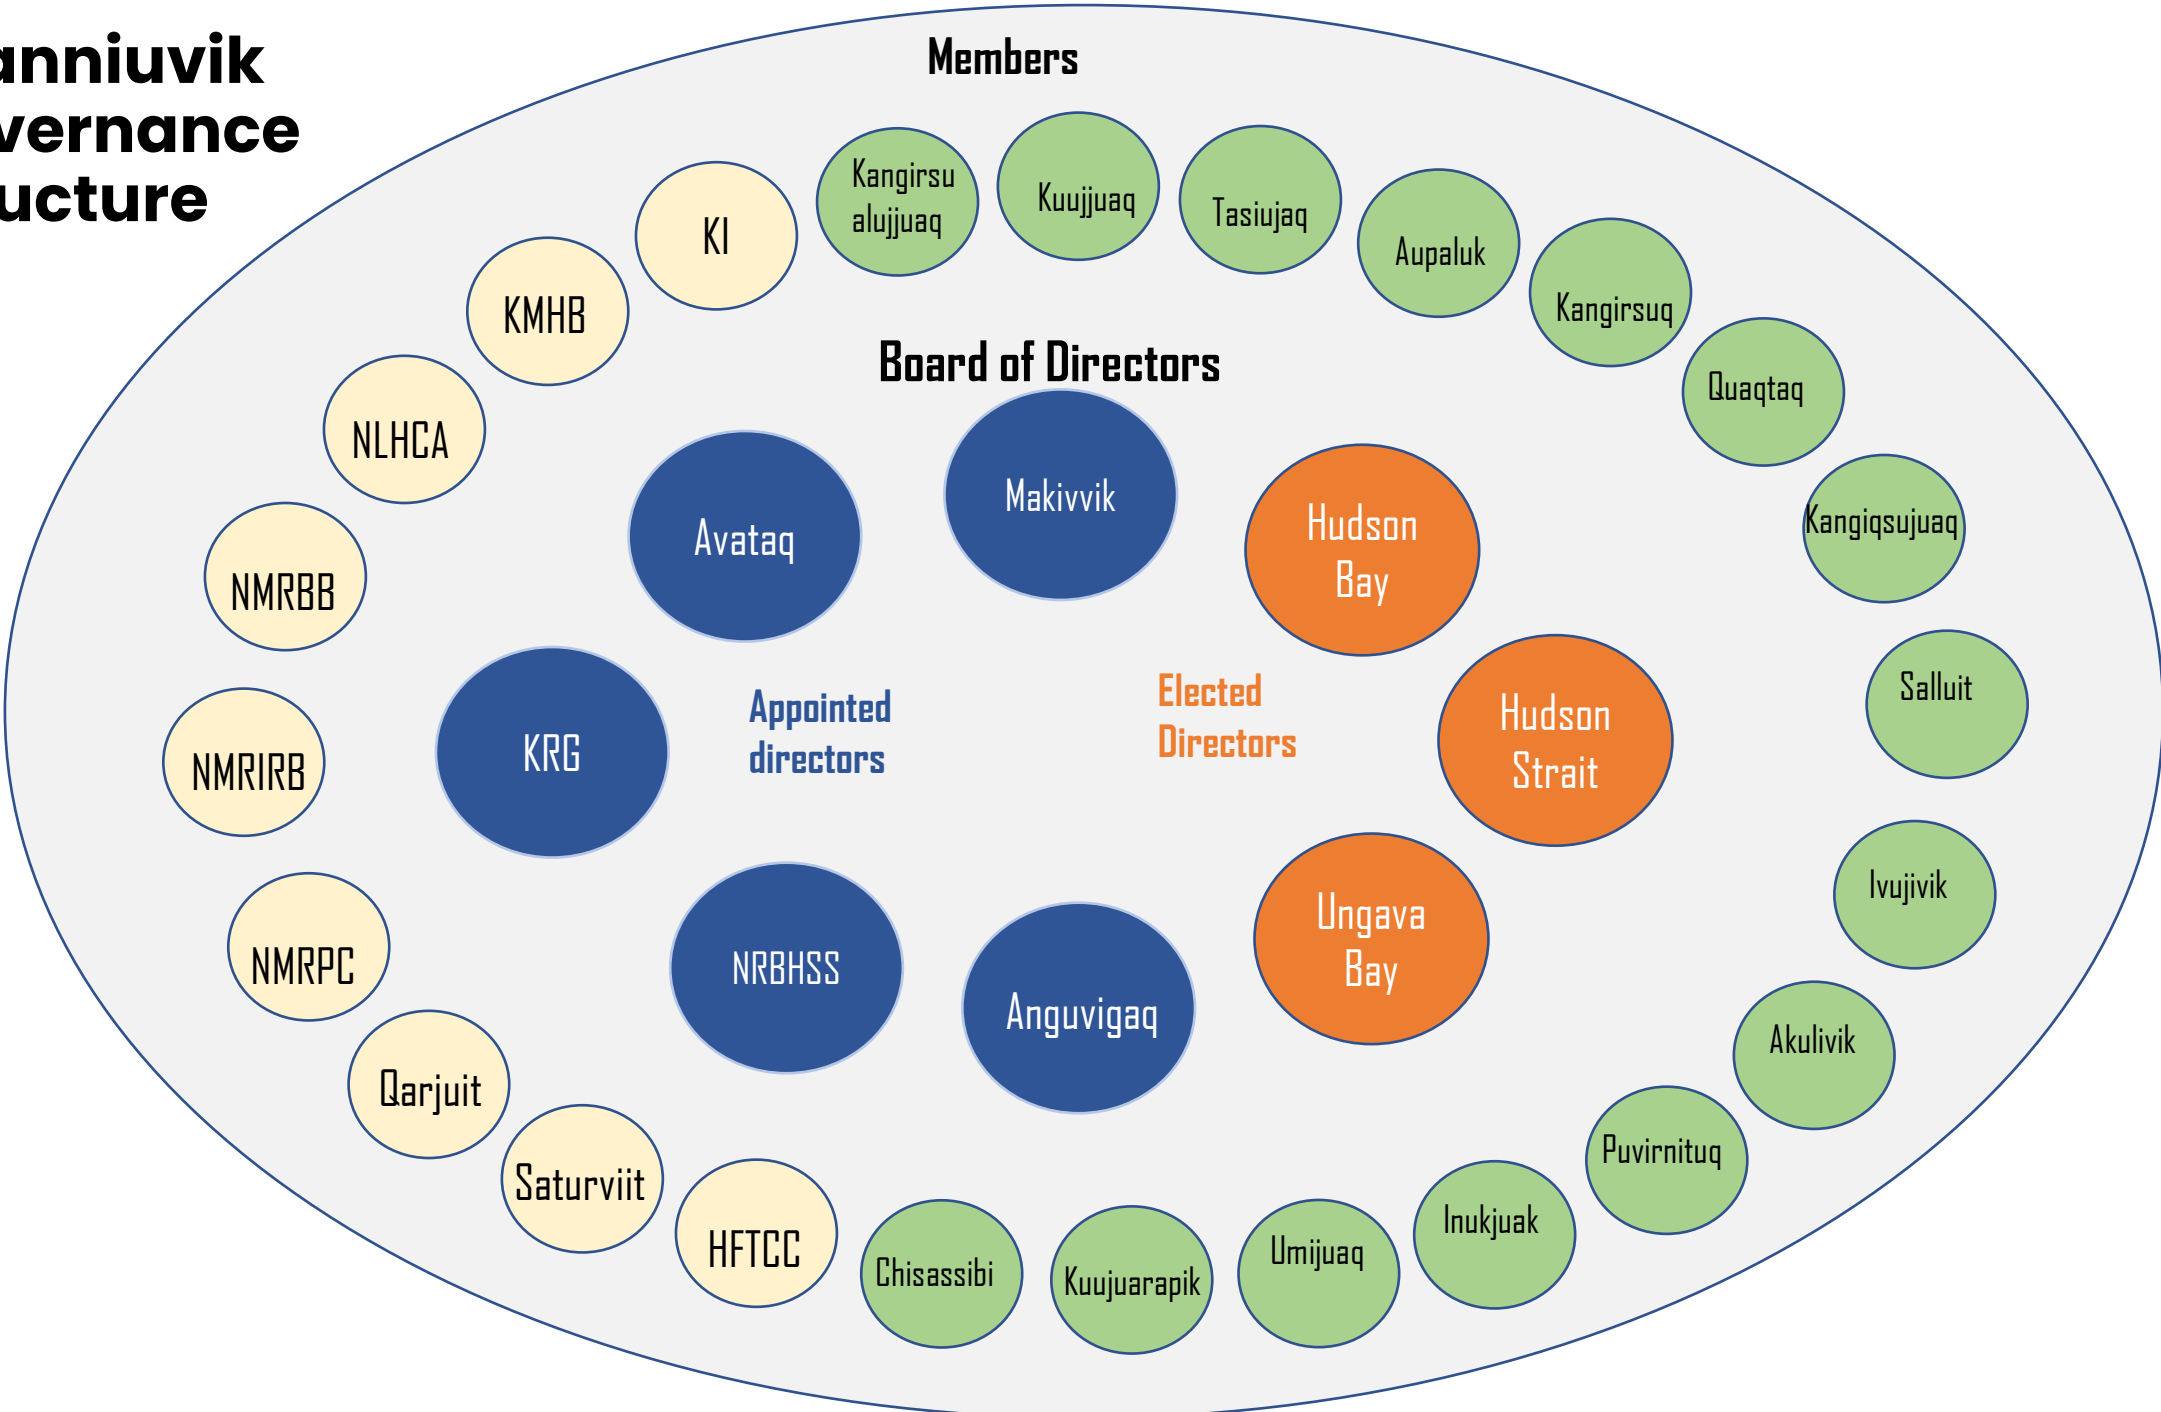 anniuvik
vernance
ucture
Members
Kangirsu
alujjuaq
Kuujjuaq
Tasiujaq
Aupaluk
Kangirsuq
Quaqtaq
Kangiqsujuaq
Salluit
Ivujivik
Akulivik
Puvirnituq
Inukjuak
Umijuaq
Kuujuarapik
Chisassibi
HFTCC
Saturviit
Qarjuit
NMRPC
NMRIRB
NMRBB
NLHCA
KMHB
KI
Board of Directors
Makivvik
Avataq
KRG
NRBHSS
Anguvigaq
Appointed
directors
Elected
Directors
Hudson
Bay
Hudson
Strait
Ungava
Bay